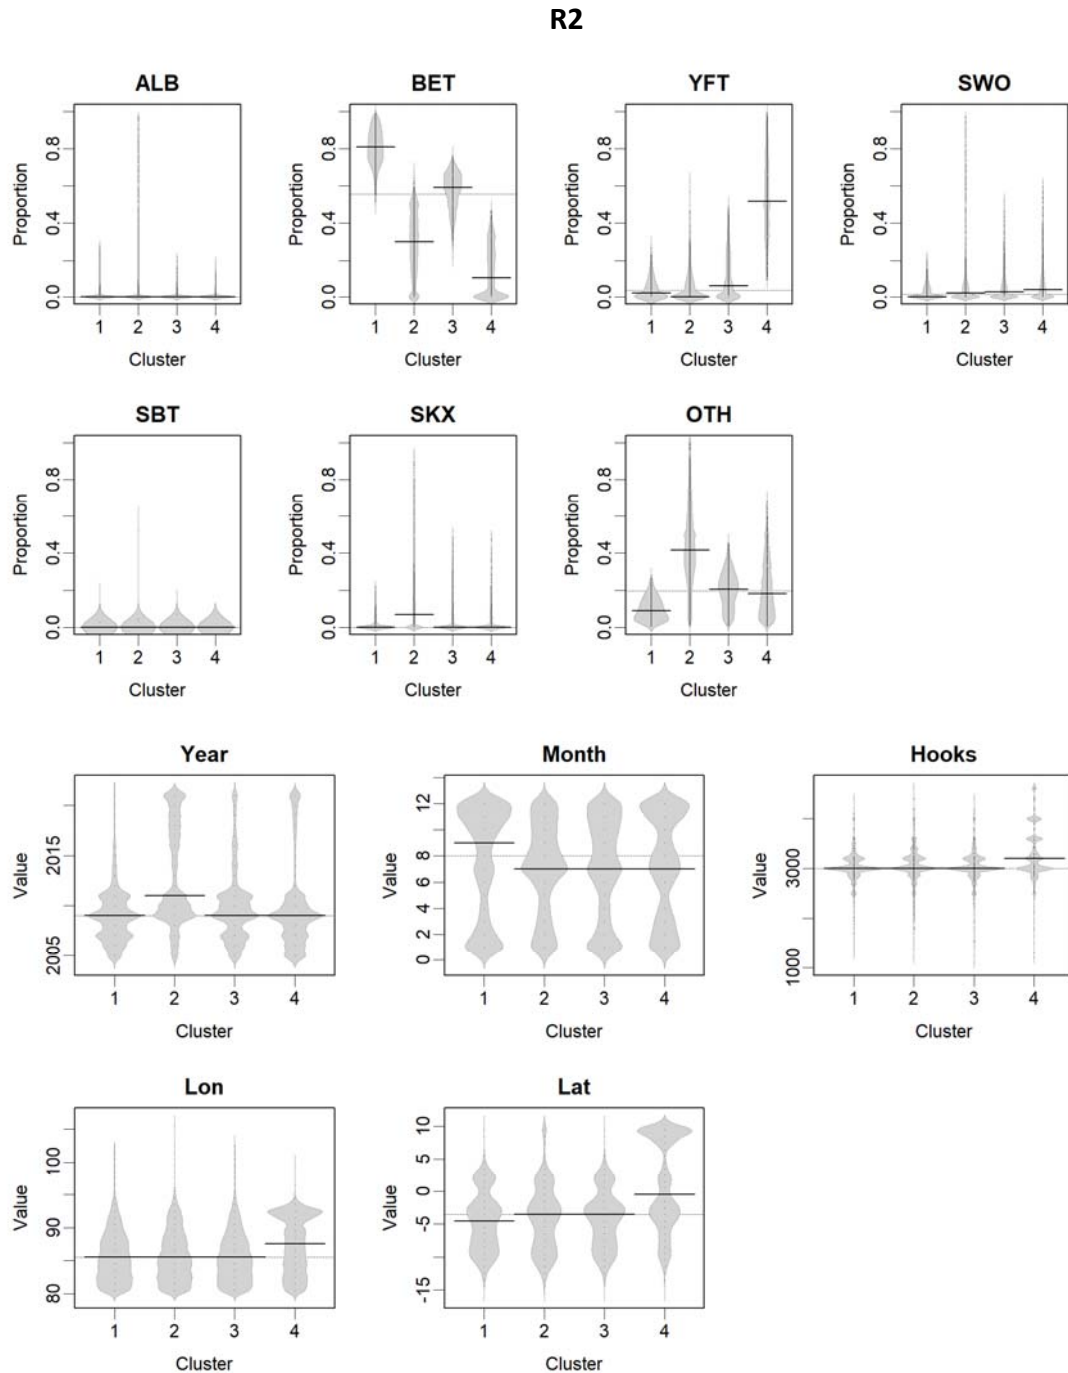 R2
ALB
BET
YFT
SWO
Proportion
0.0 0.4 0.8
1 2 3 4
Cluster
Proportion
0.0 0.4 0.8
1 2 3 4
Cluster
Proportion
0.0 0.4 0.8
1 2 3 4
Cluster
Proportion
0.0 0.4 0.8
1 2 3 4
Cluster
SBT
SKX
OTH
Proportion
0.0 0.4 0.8
1 2 3 4
Cluster
Proportion
0.0 0.4 0.8
1 2 3 4
Cluster
Proportion
0.0 0.4 0.8
1 2 3 4
Cluster
Year
Month
Hooks
Value
2005 2015
1 2 3 4
Cluster
Value
0 2 4 6 8 10 12
1 2 3 4
Cluster
Value
1000 3000
1 2 3 4
Cluster
Lon
Lat
Value
80 90 100
1 2 3 4
Cluster
Value
-15 -5 0 5 10
1 2 3 4
Cluster